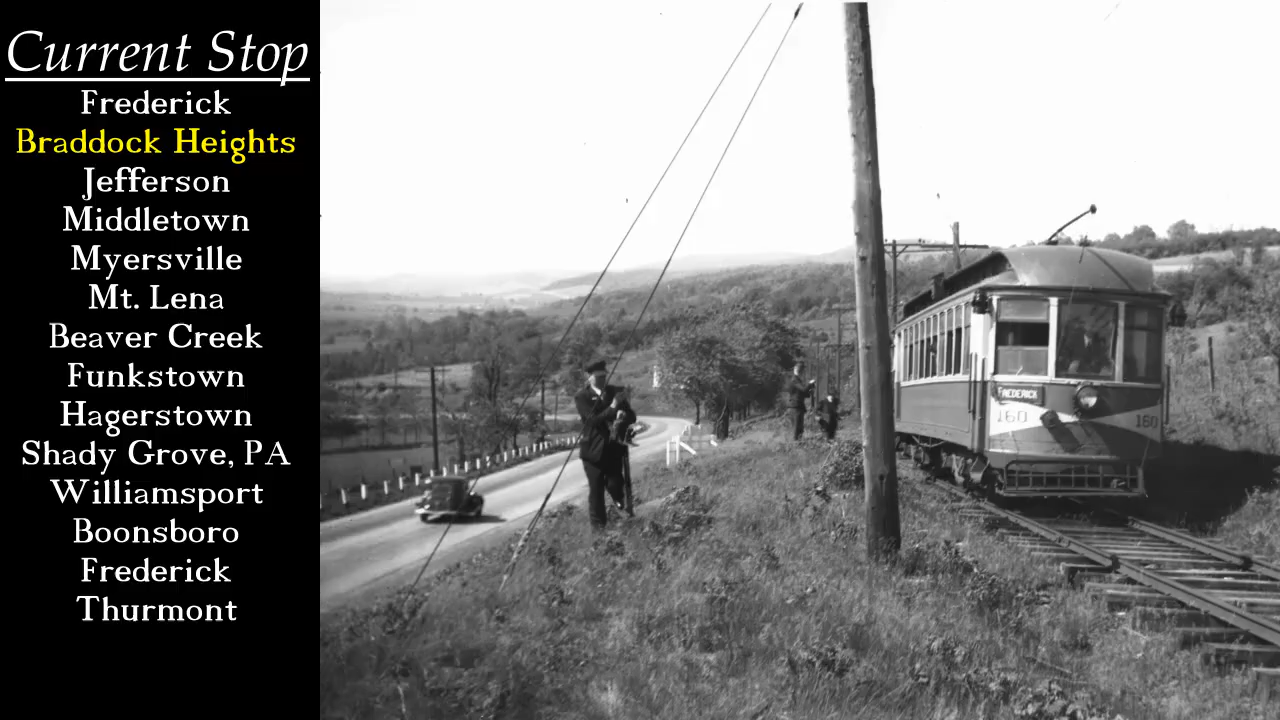 Current Stop
Frederick
Braddock Heights
Jefferson
Middletown
Myersville
Mt. Lena
Beaver Creek
Funkstown
Hagerstown
Shady Grove, PA
Williamsport
Boonsboro
Frederick
Thurmont
FREDERICK
160
160